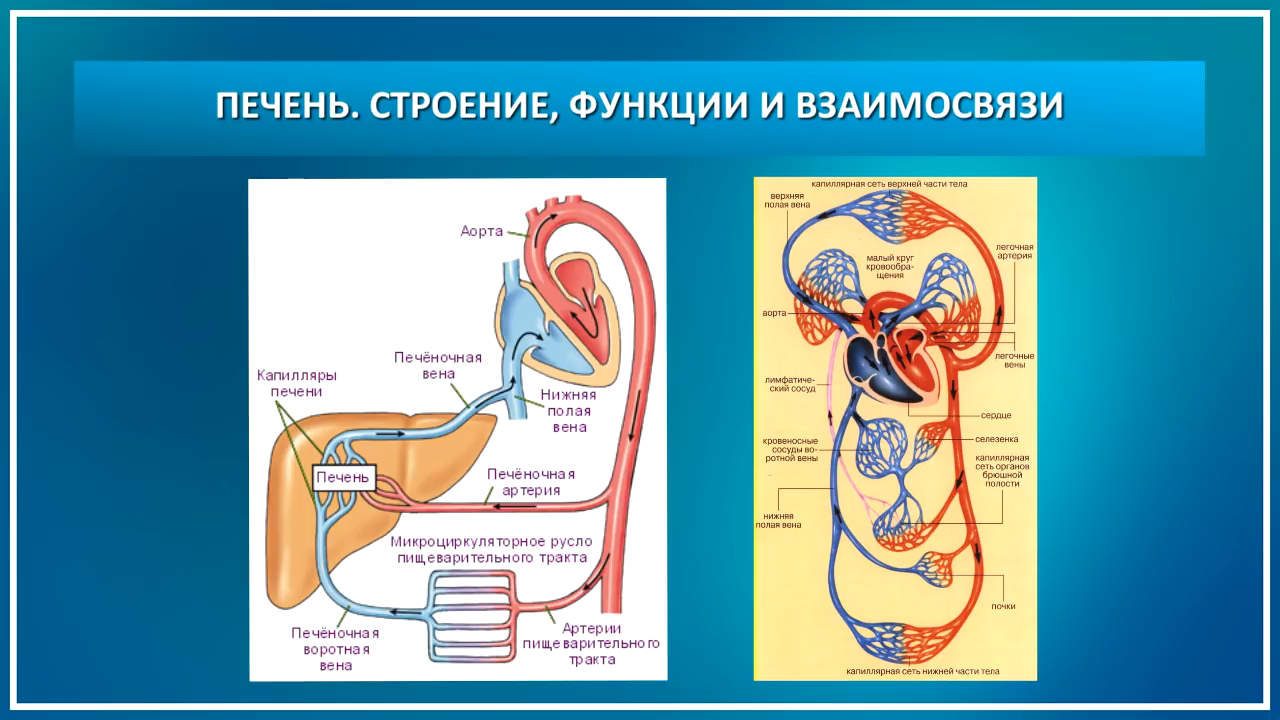 ПЕЧЕНЬ. СТРОЕНИЕ, ФУНКЦИИ И ВЗАИМОСВЯЗИ
Аорта
Печёночная
вена
Капилляры
печени
Нижняя
полая
вена
Печень
Печёночная
артерия
Микроциркуляторное русло
пищеварительного тракта
Печёночная
воротная
вена
Артерии
пищеварительного
тракта
капиллярная сеть верхней части тела
верхняя
полая вена
легочная
артерия
малый круг
кровообра-
щения
аорта
легочные
вены
лимфатиче-
ский сосуд
сердце
кровеносные
сосуды во-
ротной вены
селезенка
капиллярная
сеть органов
брюшной
полости
нижняя
полая вена
почки
капиллярная сеть нижней части тела